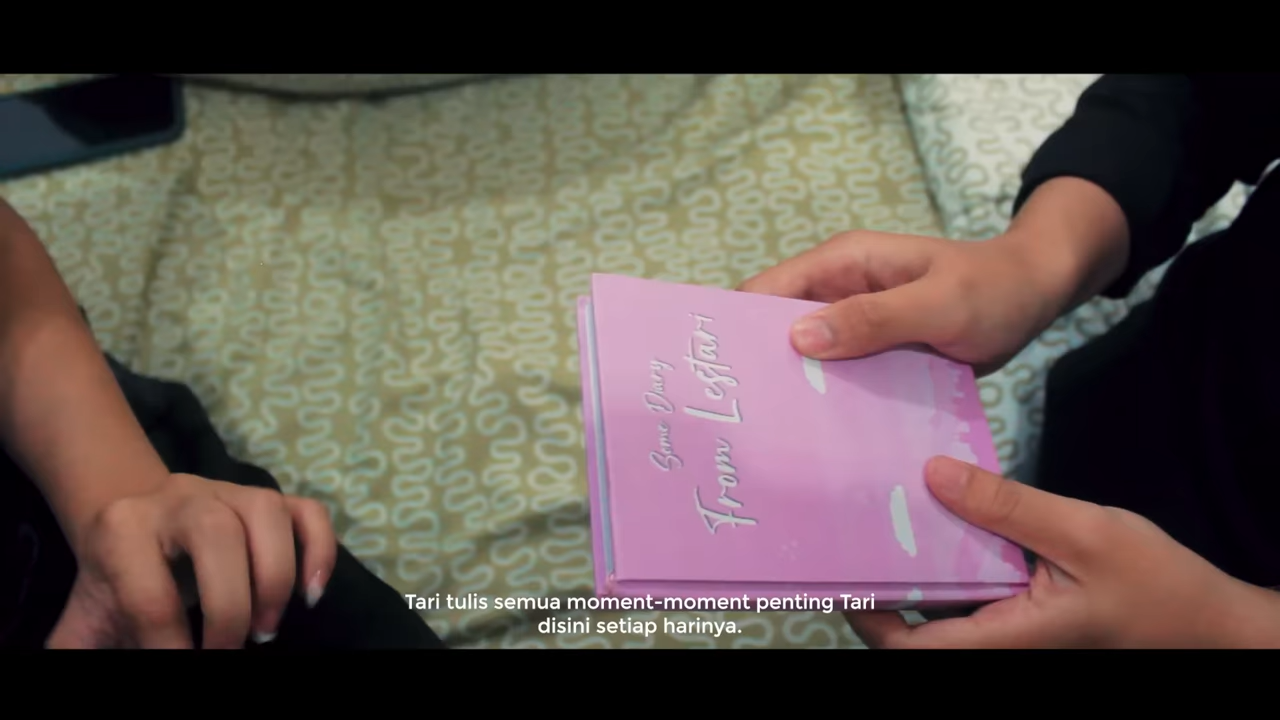 Some Diary
From Lestari
Tari tulis semua moment-moment penting Tari
disini setiap harinya.